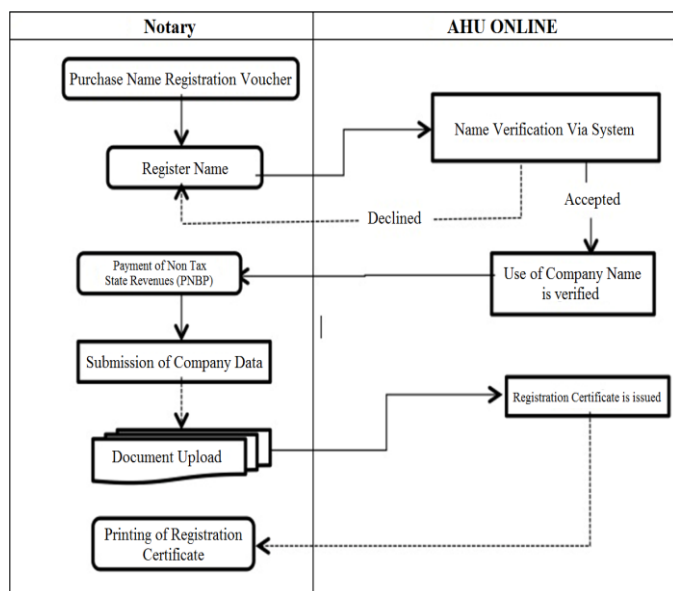 Notary
AHU ONLINE
Purchase Name Registration Voucher
Name Verification Via System
Register Name
Accepted
Declined
Payment of Non Tax
State Revenues (PNBP)
Use of Company Name
is verified
Submission of Company Data
Registration Certificate is issued
Document Upload
Printing of Registration
Certificate